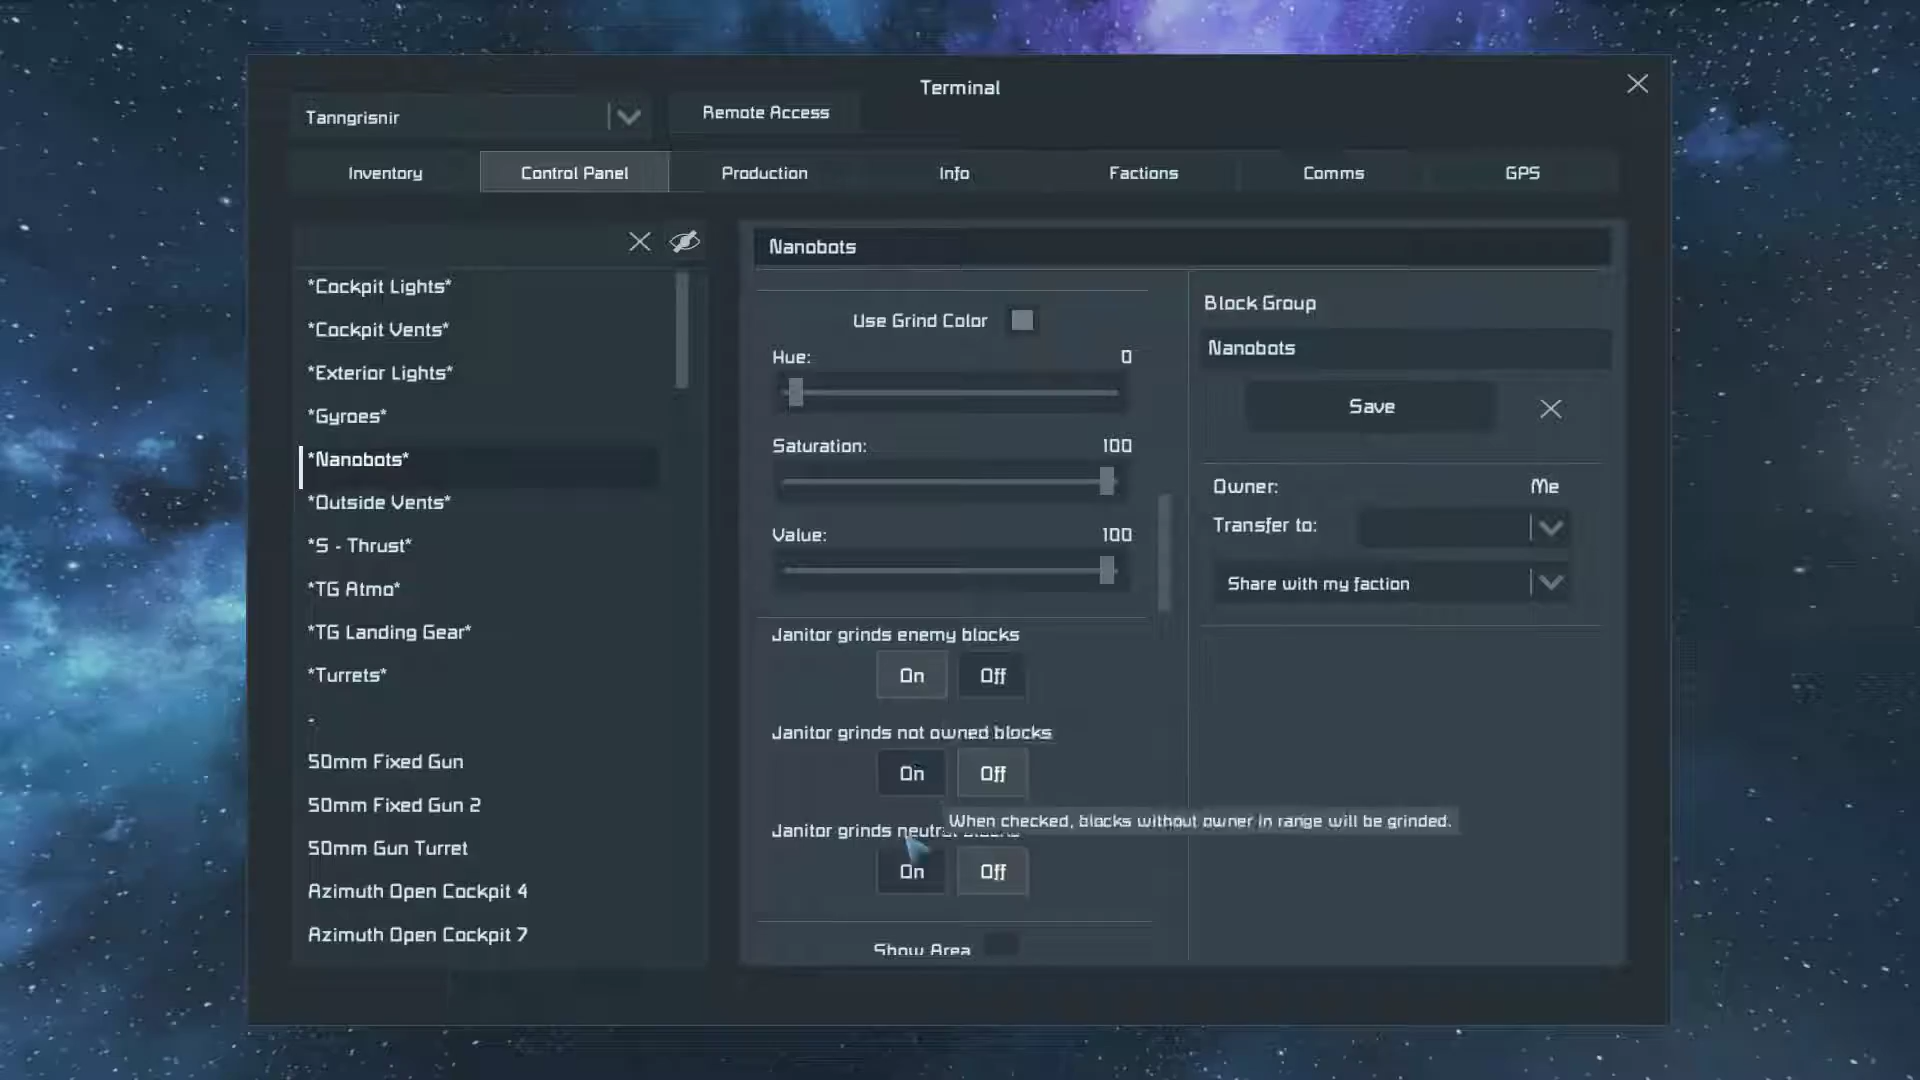 Terminal
Tanngrisnir
Remote Access
Inventory
Control Panel
Production
Info
Factions
Comms
GPS
*Cockpit Lights*
*Cockpit Vents*
*Exterior Lights*
*Gyroes*
*Nanobots*
*Outside Vents*
*S - Thrust*
*TG Atmo*
*TG Landing Gear*
*Turrets*
-
50mm Fixed Gun
50mm Fixed Gun 2
50mm Gun Turret
Azimuth Open Cockpit 4
Azimuth Open Cockpit 7
Nanobots
Use Grind Color
Hue: 0
Saturation: 100
Value: 100
Janitor grinds enemy blocks
On Off
Janitor grinds not owned blocks
On Off
When checked, blocks without owner in range will be grinded.
Janitor grinds neutral blocks
On Off
Show Area
Block Group
Nanobots
Save
Owner: Me
Transfer to:
Share with my faction